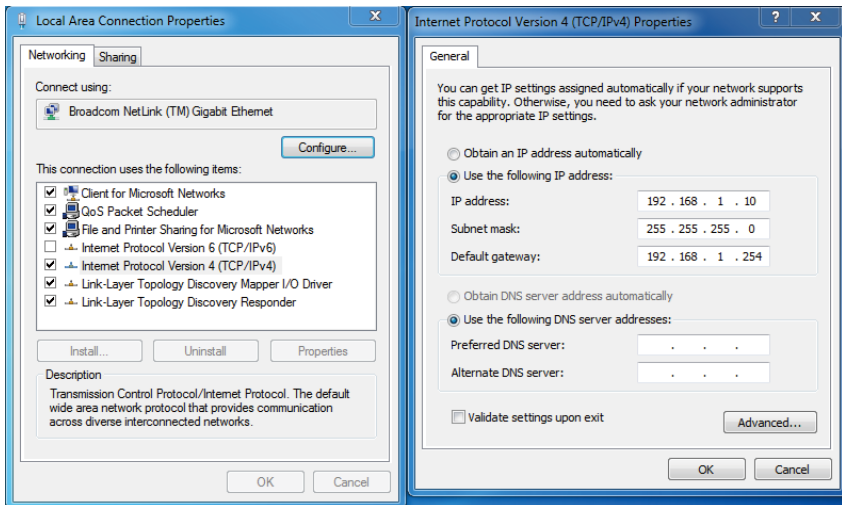 Local Area Connection Properties
X
Networking
Sharing
Connect using:
Broadcom NetLink (TM) Gigabit Ethernet
Configure...
This connection uses the following items:
Client for Microsoft Networks
QoS Packet Scheduler
File and Printer Sharing for Microsoft Networks
Internet Protocol Version 6 (TCP/IPv6)
Internet Protocol Version 4 (TCP/IPv4)
Link-Layer Topology Discovery Mapper I/O Driver
Link-Layer Topology Discovery Responder
Install...
Uninstall
Properties
Description
Transmission Control Protocol/Internet Protocol. The default
wide area network protocol that provides communication
across diverse interconnected networks.
OK
Cancel
Internet Protocol Version 4 (TCP/IPv4) Properties
?
X
General
You can get IP settings assigned automatically if your network supports
this capability. Otherwise, you need to ask your network administrator
for the appropriate IP settings.
Obtain an IP address automatically
Use the following IP address:
IP address: 192 . 168 . 1 . 10
Subnet mask: 255 . 255 . 255 . 0
Default gateway: 192 . 168 . 1 . 254
Obtain DNS server address automatically
Use the following DNS server addresses:
Preferred DNS server: . . .
Alternate DNS server: . . .
Validate settings upon exit
Advanced...
OK
Cancel